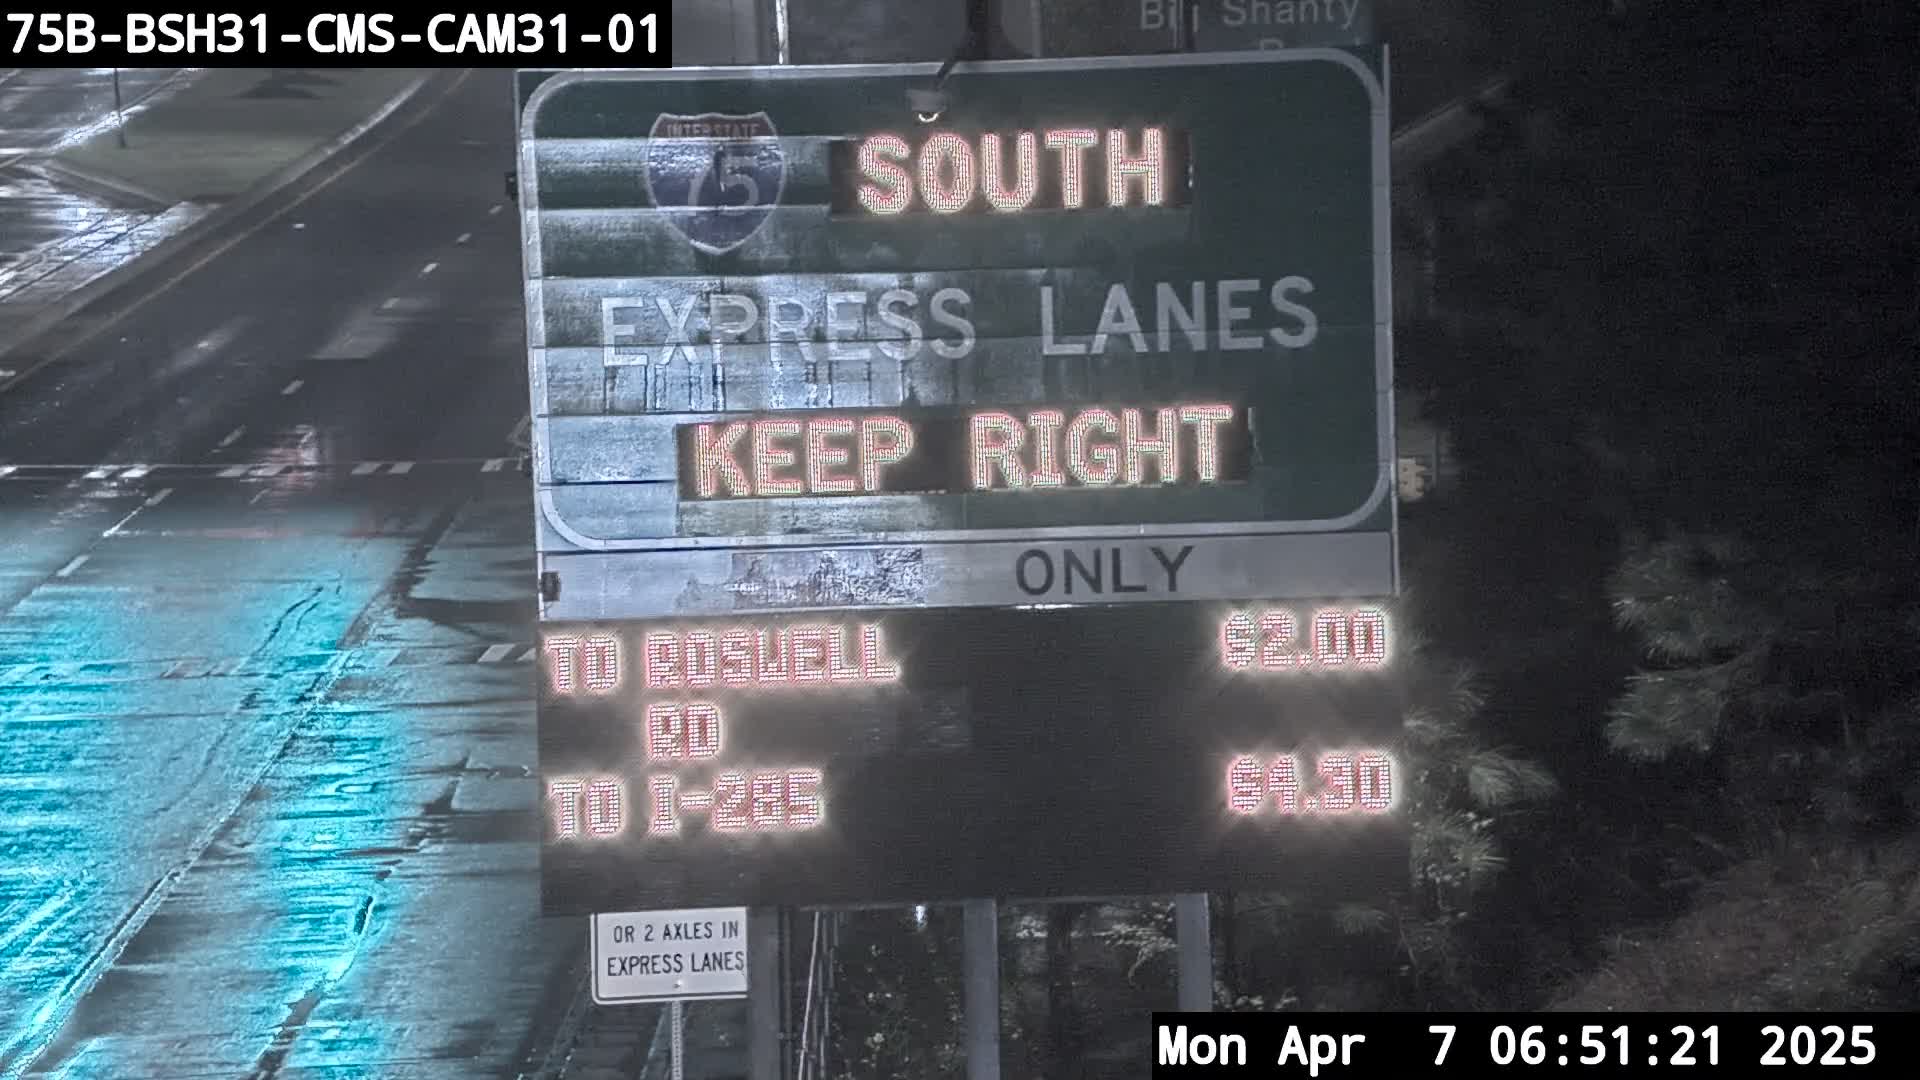 75B-BSH31-CMS-CAM31-01
Shanty
INTERSTATE
75
SOUTH
EXPRESS LANES
KEEP RIGHT
ONLY
TO ROSWELL $2.00
RD
TO I-285 $4.30
OR 2 AXLES IN
EXPRESS LANES
Mon Apr 7 06:51:21 2025